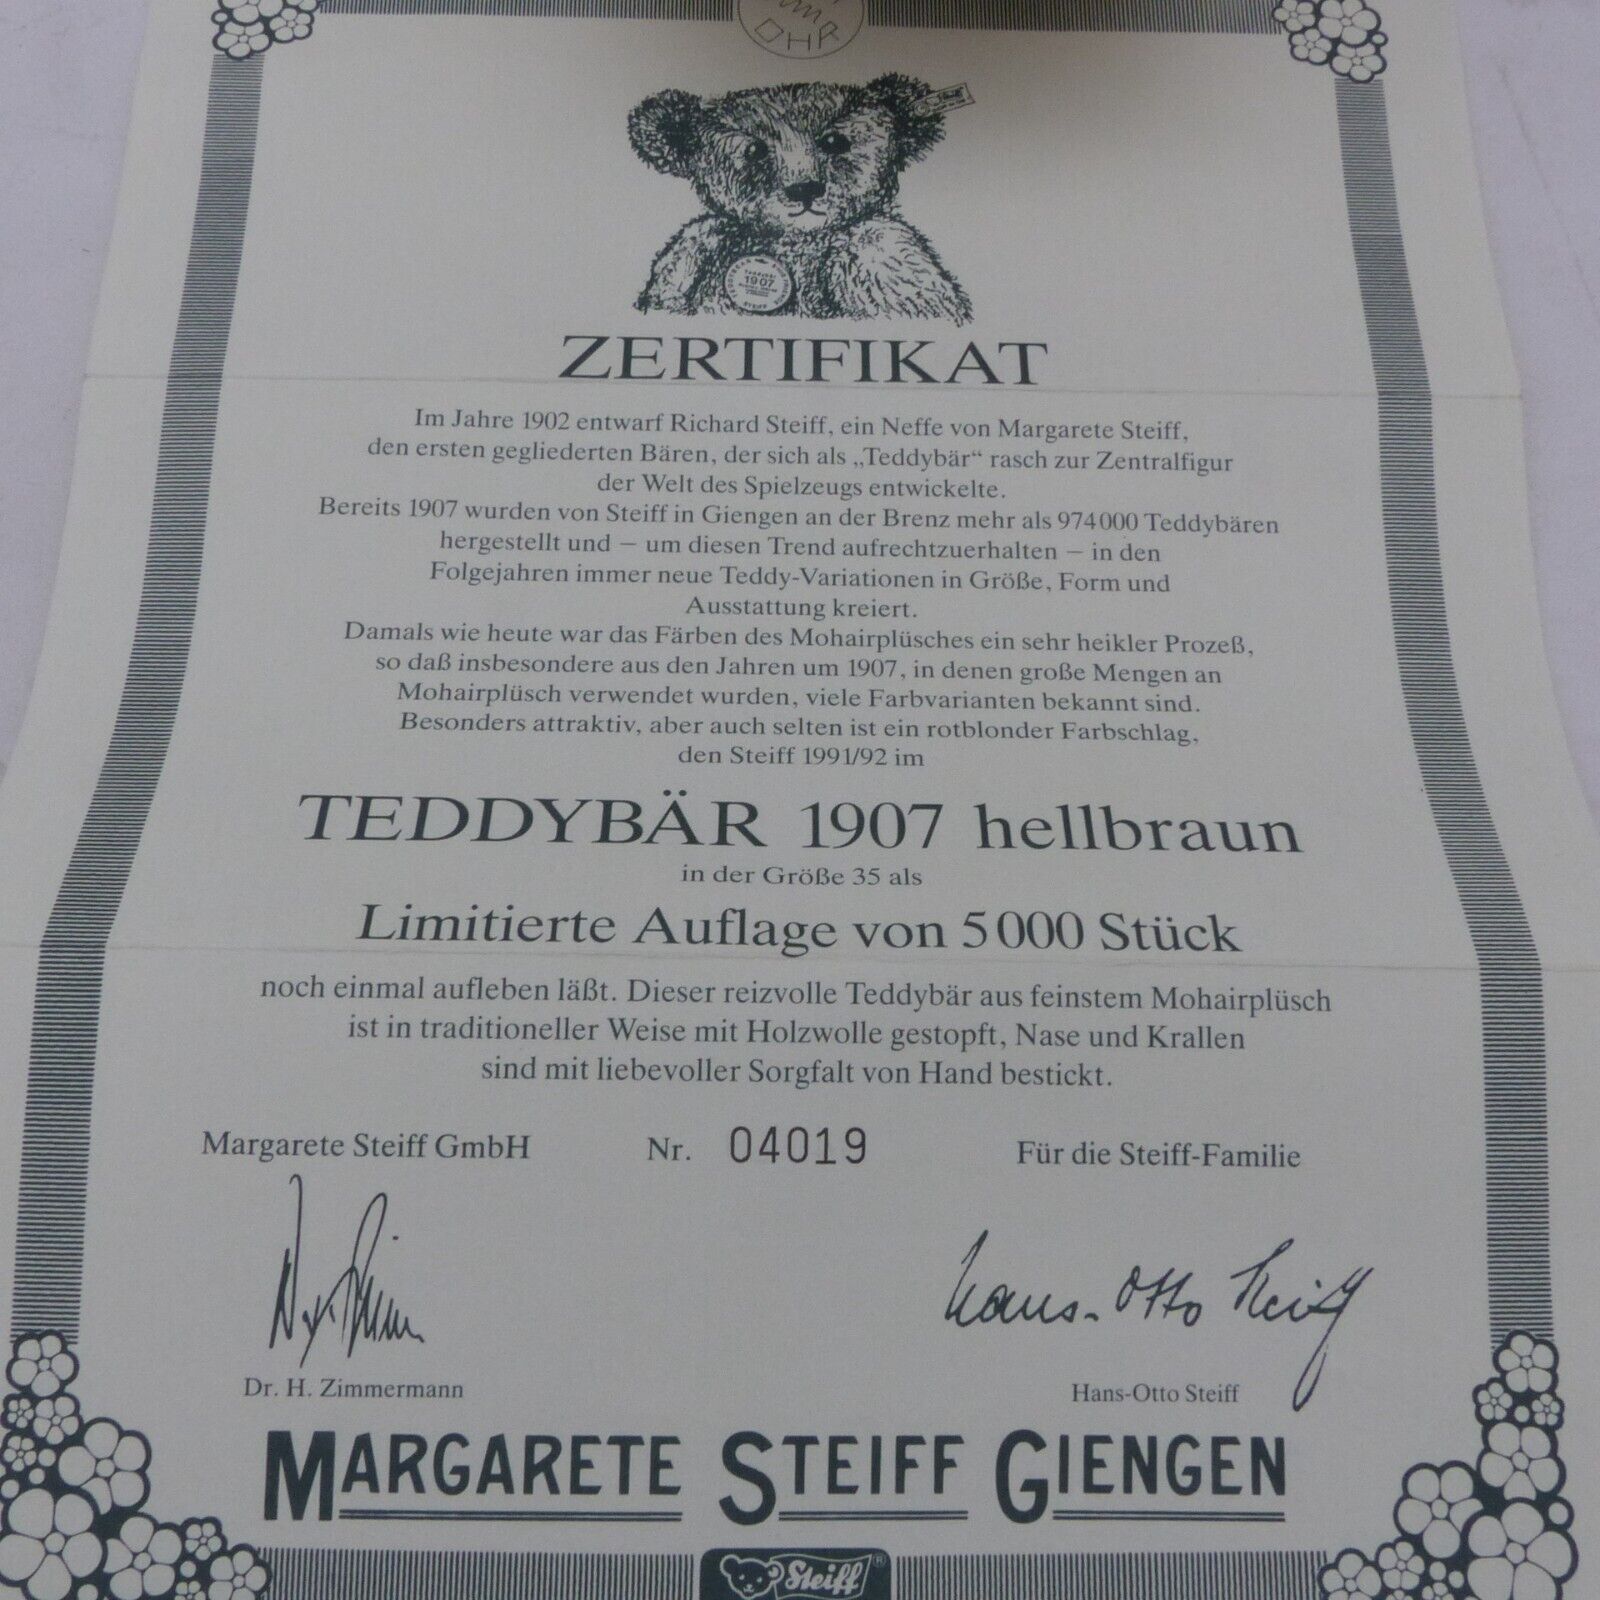 OHR
1907
STEIFF
ZERTIFIKAT
Im Jahre 1902 entwarf Richard Steiff, ein Neffe von Margarete Steiff,
den ersten gegliederten Bären, der sich als „Teddybär“ rasch zur Zentralfigur
der Welt des Spielzeugs entwickelte.
Bereits 1907 wurden von Steiff in Giengen an der Brenz mehr als 974000 Teddybären
hergestellt und – um diesen Trend aufrechtzuerhalten – in den
Folgejahren immer neue Teddy-Variationen in Größe, Form und
Ausstattung kreiert.
Damals wie heute war das Färben des Mohairplüsches ein sehr heikler Prozeß,
so daß insbesondere aus den Jahren um 1907, in denen große Mengen an
Mohairplüsch verwendet wurden, viele Farbvarianten bekannt sind.
Besonders attraktiv, aber auch selten ist ein rotblonder Farbschlag,
den Steiff 1991/92 im
TEDDYBÄR 1907 hellbraun
in der Größe 35 als
Limitierte Auflage von 5000 Stück
noch einmal aufleben läßt. Dieser reizvolle Teddybär aus feinstem Mohairplüsch
ist in traditioneller Weise mit Holzwolle gestopft, Nase und Krallen
sind mit liebevoller Sorgfalt von Hand bestickt.
Margarete Steiff GmbH Nr. 04019 Für die Steiff-Familie
Hans-Otto Steiff
Dr. H. Zimmermann Hans-Otto Steiff
MARGARETE STEIFF GIENGEN
Steiff®